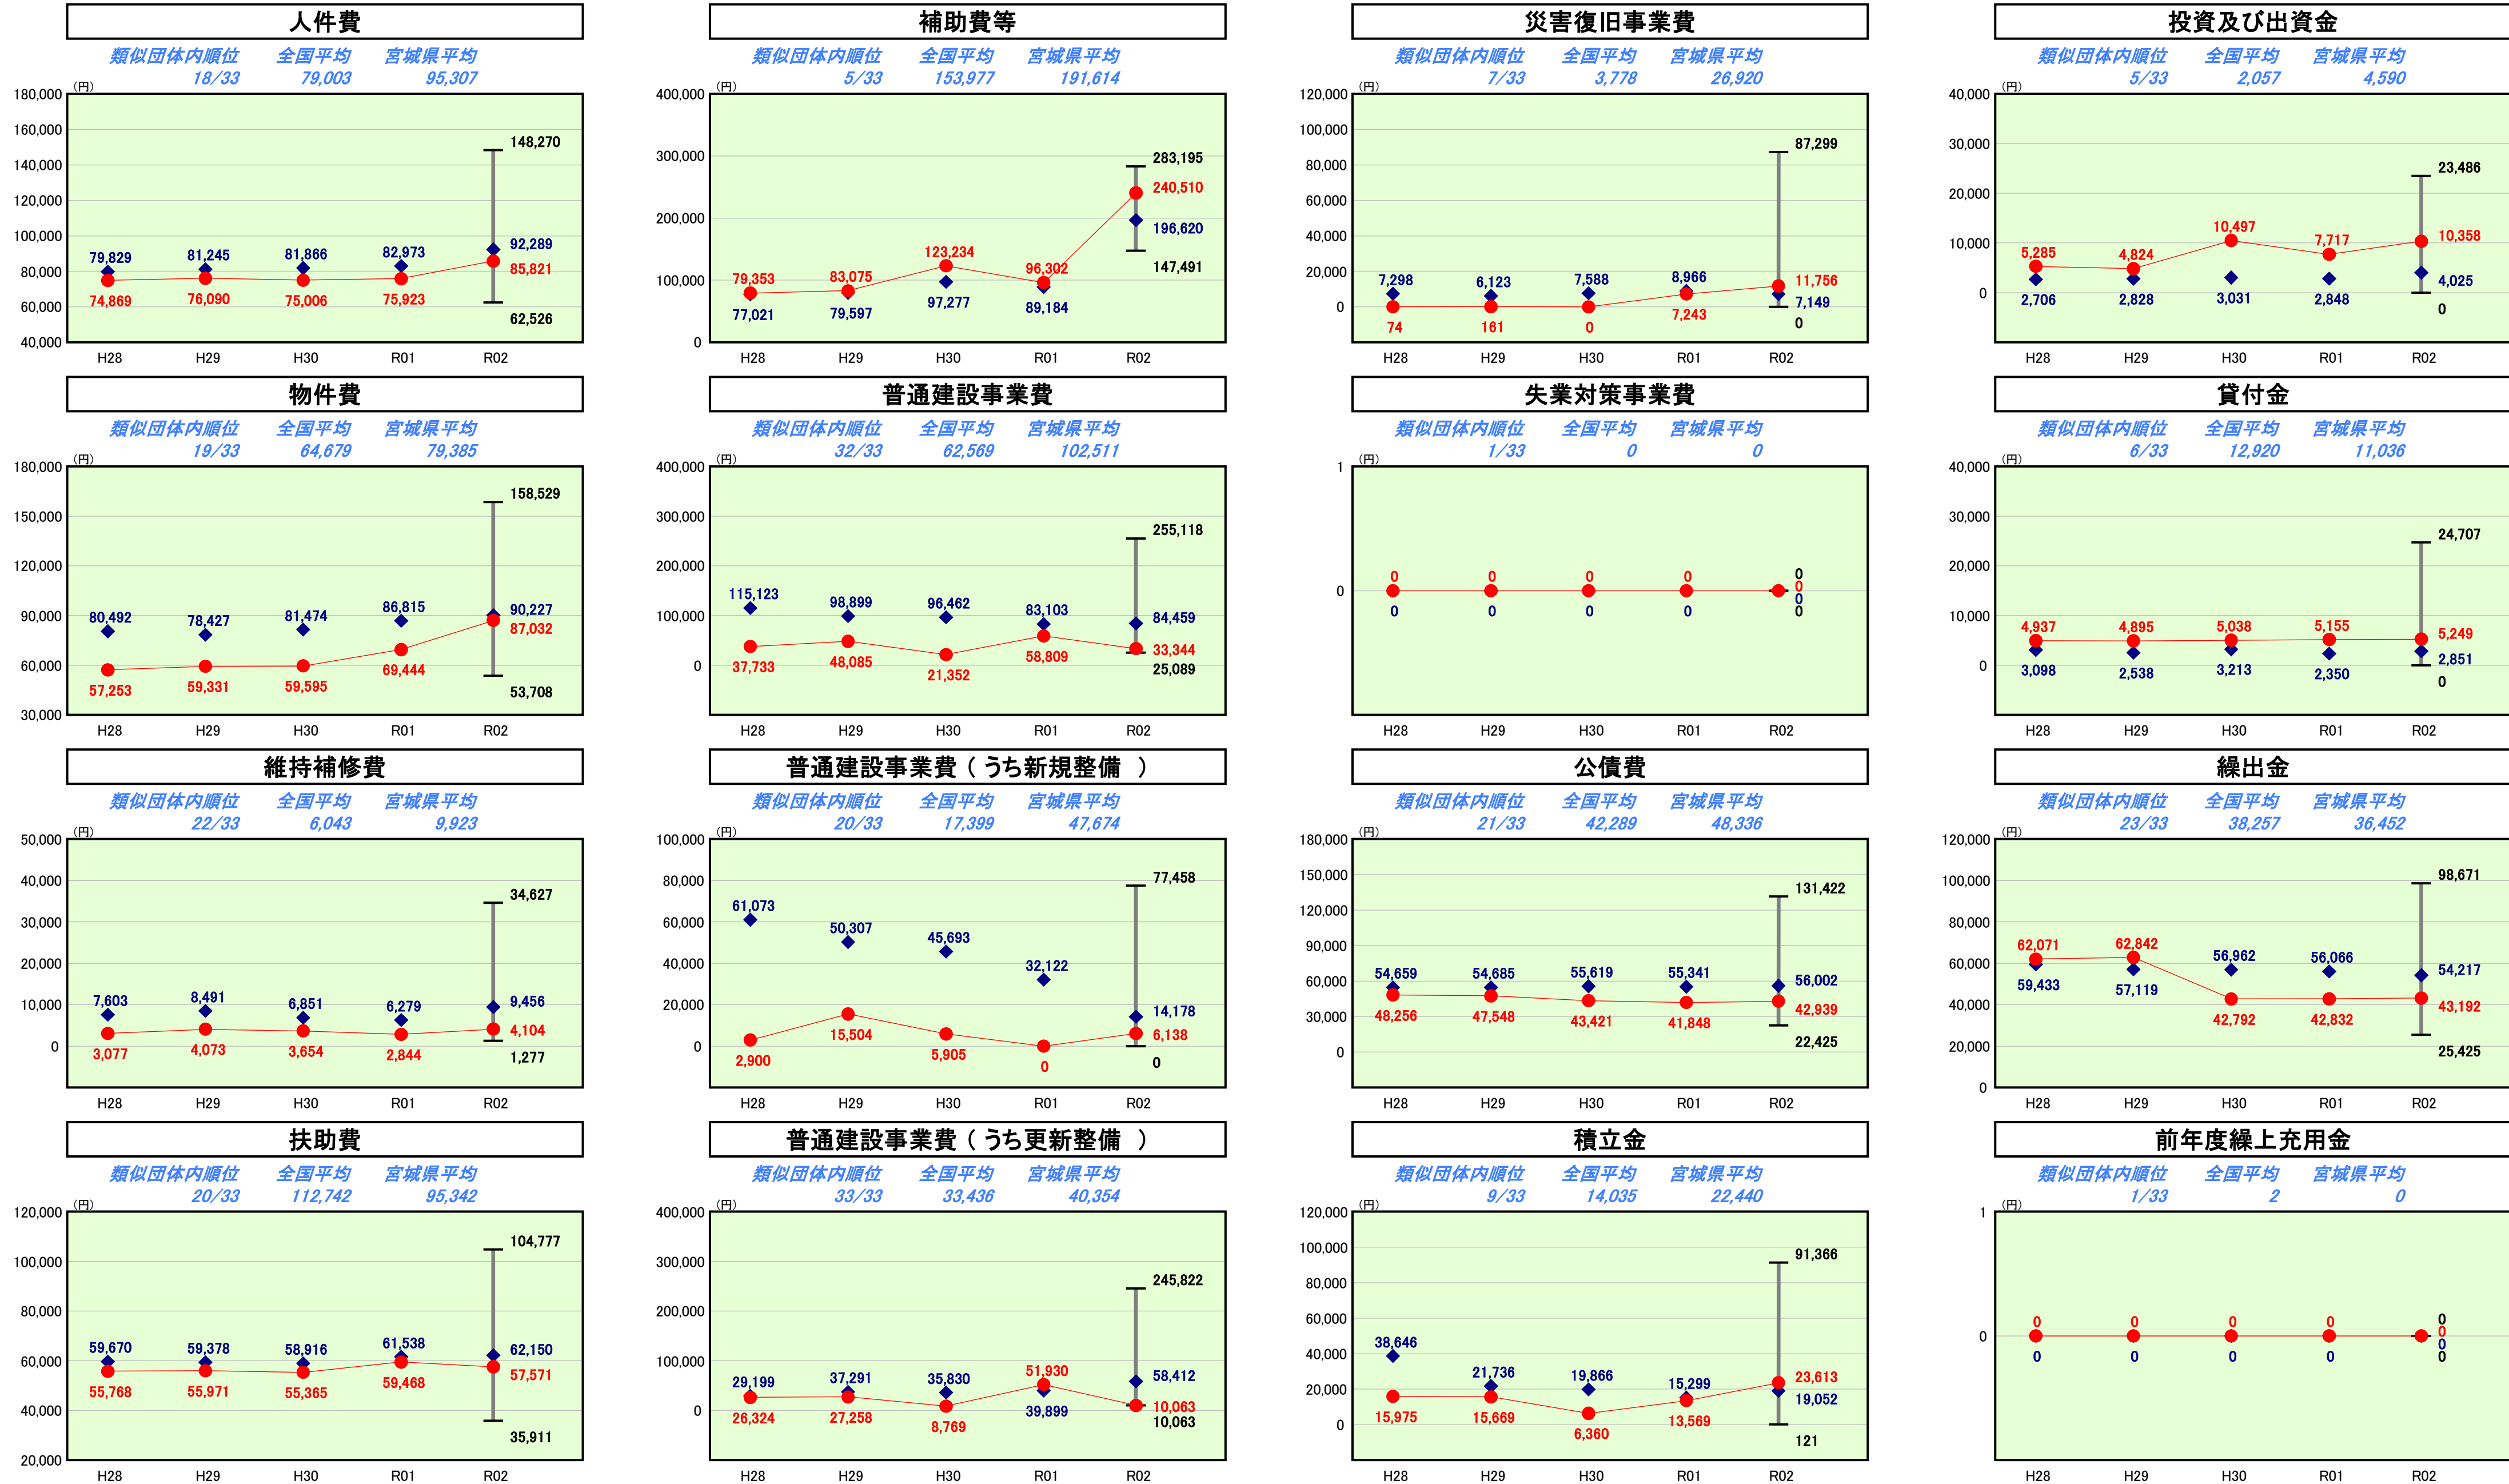 人件費
類似団体内順位 全国平均 宮城県平均
18/33 79,003 95,307
(円)
180,000
160,000
140,000
120,000
100,000
80,000
60,000
40,000
148,270
79,829 81,245 81,866 82,973 92,289
74,869 76,090 75,006 75,923 85,821
62,526
H28 H29 H30 R01 R02
補助費等
類似団体内順位 全国平均 宮城県平均
5/33 153,977 191,614
(円)
400,000
300,000
200,000
100,000
0
283,195
79,353 83,075 123,234 96,302 240,510
77,021 79,597 97,277 89,184 196,620
147,491
H28 H29 H30 R01 R02
災害復旧事業費
類似団体内順位 全国平均 宮城県平均
7/33 3,778 26,920
(円)
120,000
100,000
80,000
60,000
40,000
20,000
0
87,299
7,298 6,123 7,588 8,966 11,756
74 161 0 7,243 7,149
0
H28 H29 H30 R01 R02
投資及び出資金
類似団体内順位 全国平均 宮城県平均
5/33 2,057 4,590
(円)
40,000
30,000
20,000
10,000
0
23,486
5,285 4,824 10,497 7,717 10,358
2,706 2,828 3,031 2,848 4,025
0
H28 H29 H30 R01 R02
物件費
類似団体内順位 全国平均 宮城県平均
19/33 64,679 79,385
(円)
180,000
150,000
120,000
90,000
60,000
30,000
158,529
80,492 78,427 81,474 86,815 90,227
57,253 59,331 59,595 69,444 87,032
53,708
H28 H29 H30 R01 R02
普通建設事業費
類似団体内順位 全国平均 宮城県平均
32/33 62,569 102,511
(円)
400,000
300,000
200,000
100,000
0
255,118
115,123 98,899 96,462 83,103 84,459
37,733 48,085 21,352 58,809 33,344
25,089
H28 H29 H30 R01 R02
失業対策事業費
類似団体内順位 全国平均 宮城県平均
1/33 0 0
(円)
1
0
0
0 0 0 0 0
0 0 0 0 0
0
H28 H29 H30 R01 R02
貸付金
類似団体内順位 全国平均 宮城県平均
6/33 12,920 11,036
(円)
40,000
30,000
20,000
10,000
0
24,707
4,937 4,895 5,038 5,155 5,249
3,098 2,538 3,213 2,350 2,851
0
H28 H29 H30 R01 R02
維持補修費
類似団体内順位 全国平均 宮城県平均
22/33 6,043 9,923
(円)
50,000
40,000
30,000
20,000
10,000
0
34,627
7,603 8,491 6,851 6,279 9,456
3,077 4,073 3,654 2,844 4,104
1,277
H28 H29 H30 R01 R02
普通建設事業費(うち新規整備 )
類似団体内順位 全国平均 宮城県平均
20/33 17,399 47,674
(円)
100,000
80,000
60,000
40,000
20,000
0
77,458
61,073 50,307 45,693 32,122 14,178
2,900 15,504 5,905 0 6,138
0
H28 H29 H30 R01 R02
公債費
類似団体内順位 全国平均 宮城県平均
21/33 42,289 48,336
(円)
180,000
150,000
120,000
90,000
60,000
30,000
0
131,422
54,659 54,685 55,619 55,341 56,002
48,256 47,548 43,421 41,848 42,939
22,425
H28 H29 H30 R01 R02
繰出金
類似団体内順位 全国平均 宮城県平均
23/33 38,257 36,452
(円)
120,000
100,000
80,000
60,000
40,000
20,000
0
98,671
62,071 62,842 56,962 56,066 54,217
59,433 57,119 42,792 42,832 43,192
25,425
H28 H29 H30 R01 R02
扶助費
類似団体内順位 全国平均 宮城県平均
20/33 112,742 95,342
(円)
120,000
100,000
80,000
60,000
40,000
20,000
104,777
59,670 59,378 58,916 61,538 62,150
55,768 55,971 55,365 59,468 57,571
35,911
H28 H29 H30 R01 R02
普通建設事業費(うち更新整備 )
類似団体内順位 全国平均 宮城県平均
33/33 33,436 40,354
(円)
400,000
300,000
200,000
100,000
0
245,822
29,199 37,291 35,830 51,930 58,412
26,324 27,258 8,769 39,899 10,063
10,063
H28 H29 H30 R01 R02
積立金
類似団体内順位 全国平均 宮城県平均
9/33 14,035 22,440
(円)
120,000
100,000
80,000
60,000
40,000
20,000
0
91,366
38,646 21,736 19,866 15,299 23,613
15,975 15,669 6,360 13,569 19,052
121
H28 H29 H30 R01 R02
前年度繰上充用金
類似団体内順位 全国平均 宮城県平均
1/33 2 0
(円)
1
0
0
0 0 0 0 0
0 0 0 0 0
0
H28 H29 H30 R01 R02